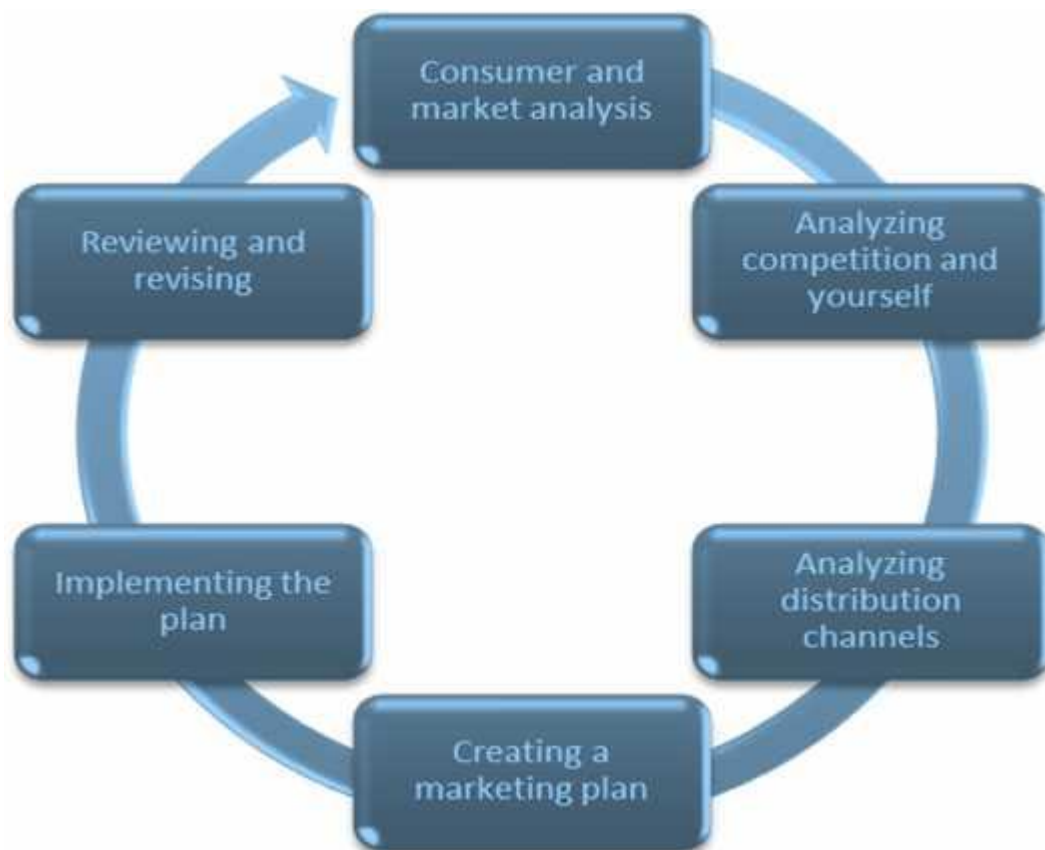 Consumer and
market analysis
Analyzing
competition and
yourself
Analyzing
distribution
channels
Creating a
marketing plan
Implementing the
plan
Reviewing and
revising